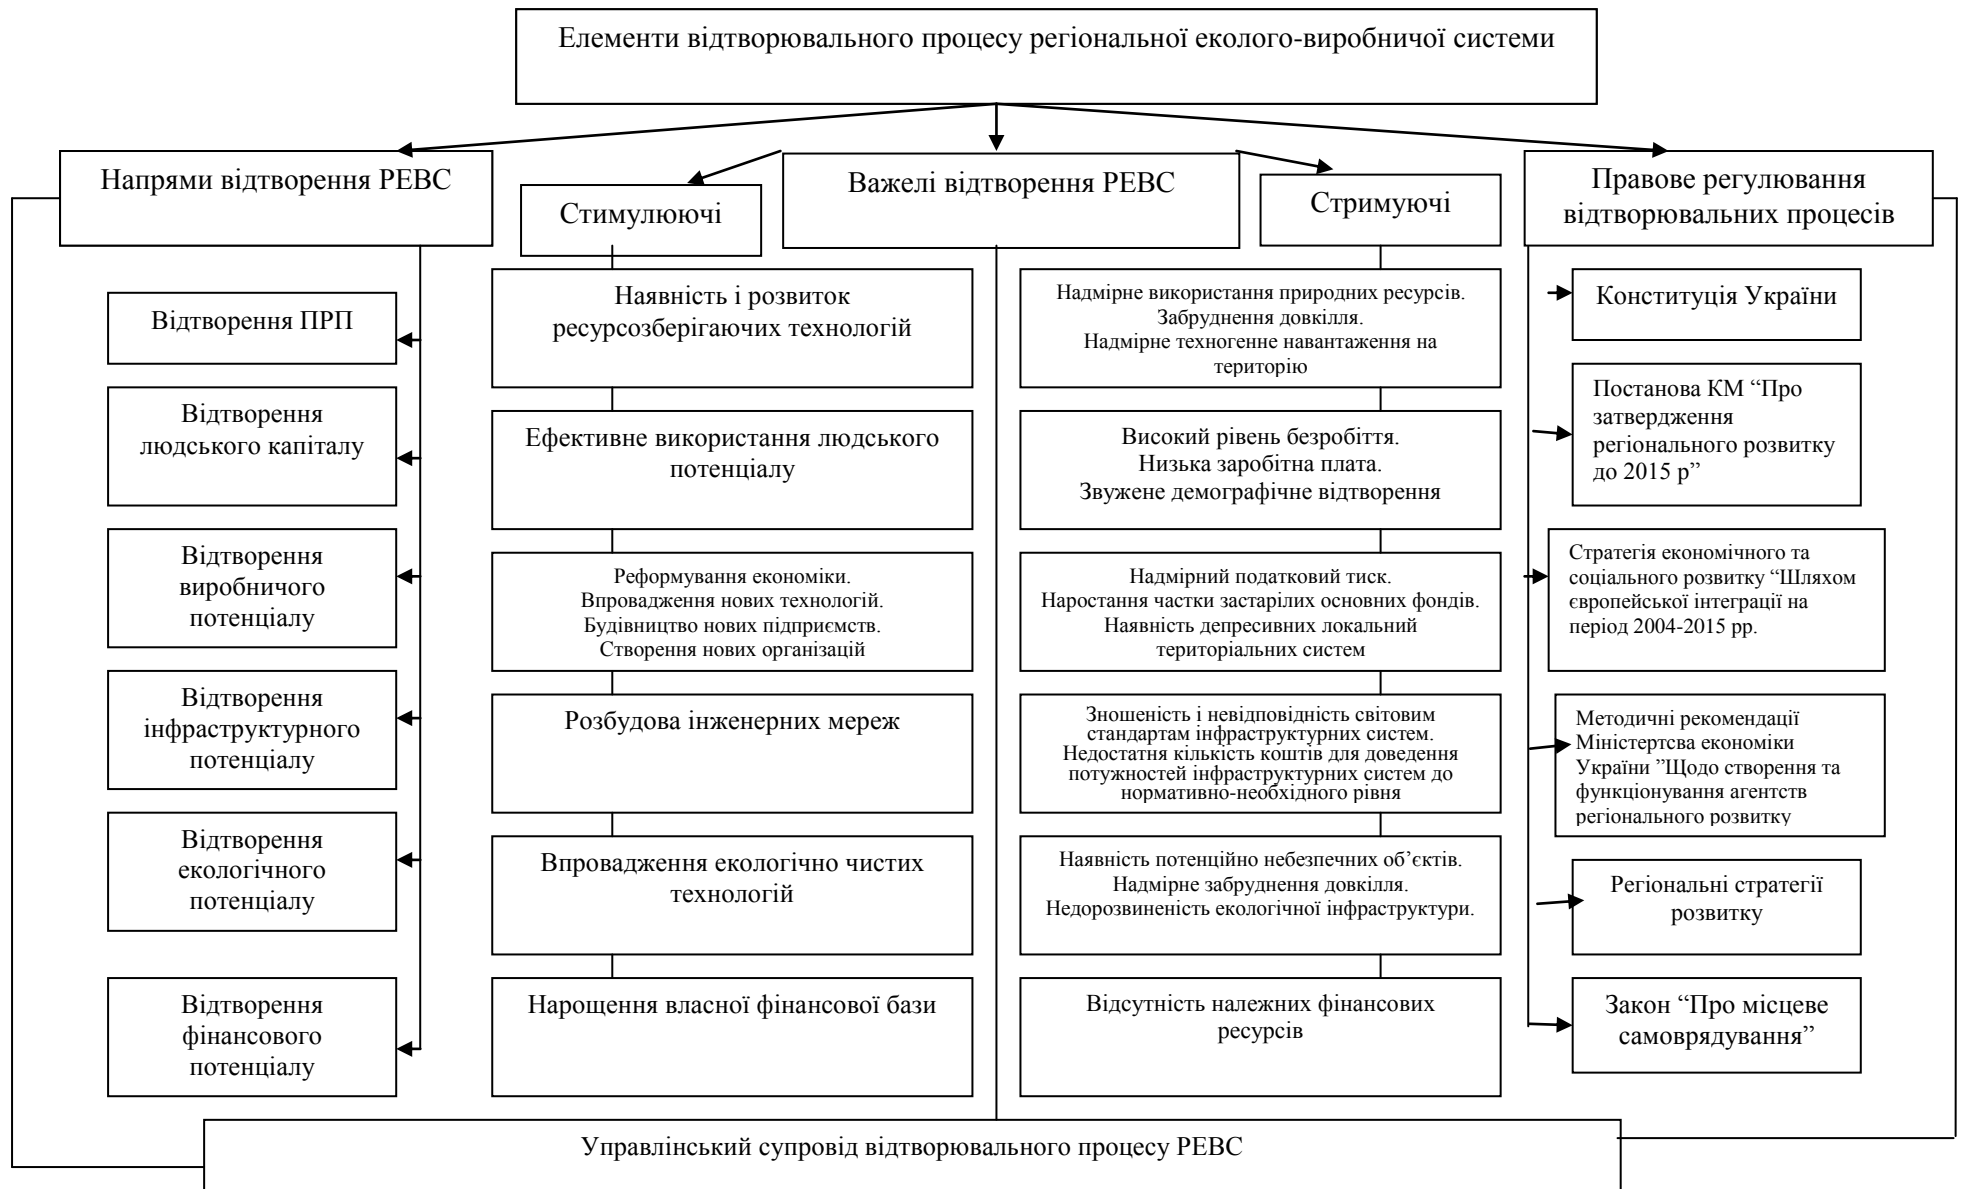 Елементи відтворювального процесу регіональної еколого-виробничої системи
Напрями відтворення РЕВС
Стимулюючі
Важелі відтворення РЕВС
Стримуючі
Правове регулювання
відтворювальних процесів
Відтворення ПРП
Відтворення
людського капіталу
Відтворення
виробничого
потенціалу
Відтворення
інфраструктурного
потенціалу
Відтворення
екологічного
потенціалу
Відтворення
фінансового
потенціалу
Наявність і розвиток
ресурсозберігаючих технологій
Ефективне використання людського
потенціалу
Реформування економіки.
Впровадження нових технологій.
Будівництво нових підприємств.
Створення нових організацій
Розбудова інженерних мереж
Впровадження екологічно чистих
технологій
Нарощення власної фінансової бази
Надмірне використання природних ресурсів.
Забруднення довкілля.
Надмірне техногенне навантаження на
територію
Високий рівень безробіття.
Низька заробітна плата.
Звужене демографічне відтворення
Надмірний податковий тиск.
Наростання частки застарілих основних фондів.
Наявність депресивних локальний
територіальних систем
Зношеність і невідповідність світовим
стандартам інфраструктурних систем.
Недостатня кількість коштів для доведення
потужностей інфраструктурних систем до
нормативно-необхідного рівня
Наявність потенційно небезпечних об’єктів.
Надмірне забруднення довкілля.
Недорозвиненість екологічної інфраструктури.
Відсутність належних фінансових
ресурсів
Конституція України
Постанова КМ “Про
затвердження
регіонального розвитку
до 2015 р”
Стратегія економічного та
соціального розвитку “Шляхом
європейської інтеграції на
період 2004-2015 рр.
Методичні рекомендації
Міністертсва економіки
України ”Щодо створення та
функціонування агентств
регіонального розвитку
Регіональні стратегії
розвитку
Закон “Про місцеве
самоврядування”
Управлінський супровід відтворювального процесу РЕВС